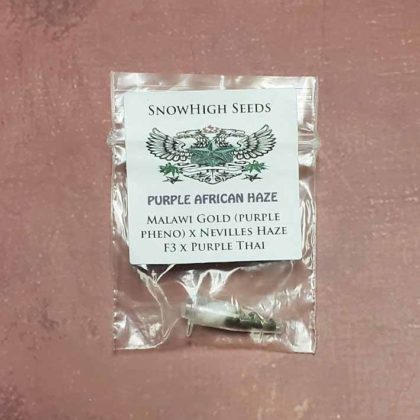 SnowHigh Seeds
PURPLE AFRICAN HAZE
Malawi Gold (purple
pheno) x Nevilles Haze
F3 x Purple Thai